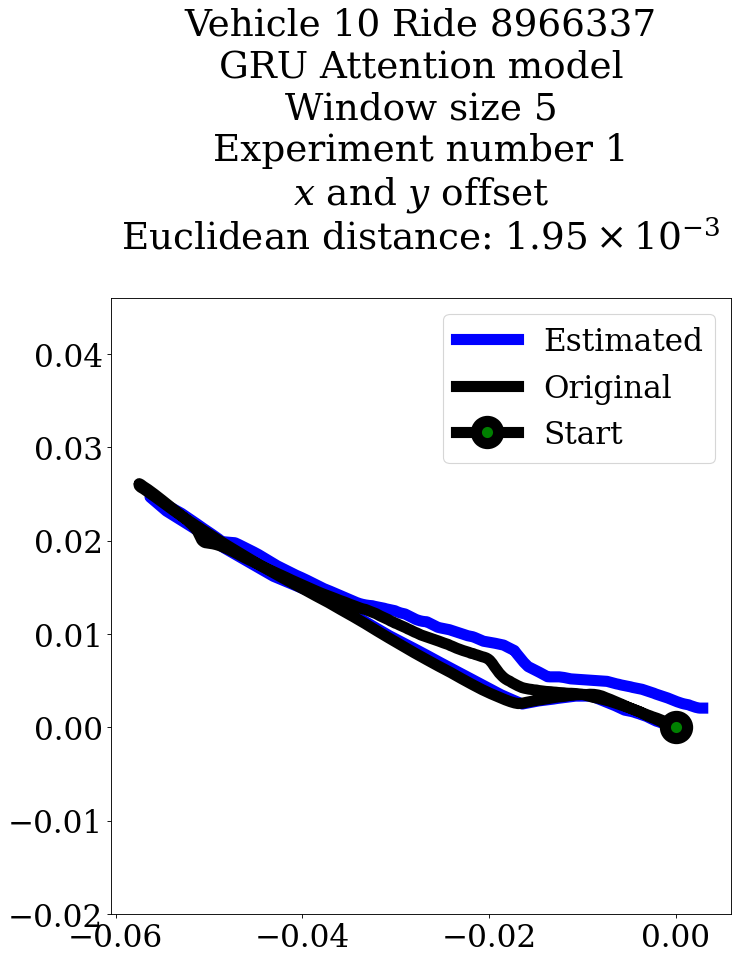 Vehicle 10 Ride 8966337
GRU Attention model
Window size 5
Experiment number 1
x and y offset
Euclidean distance: 1.95 × 10⁻³
Estimated
Original
Start
0.04
0.03
0.02
0.01
0.00
−0.01
−0.02
−0.06 −0.04 −0.02 0.00